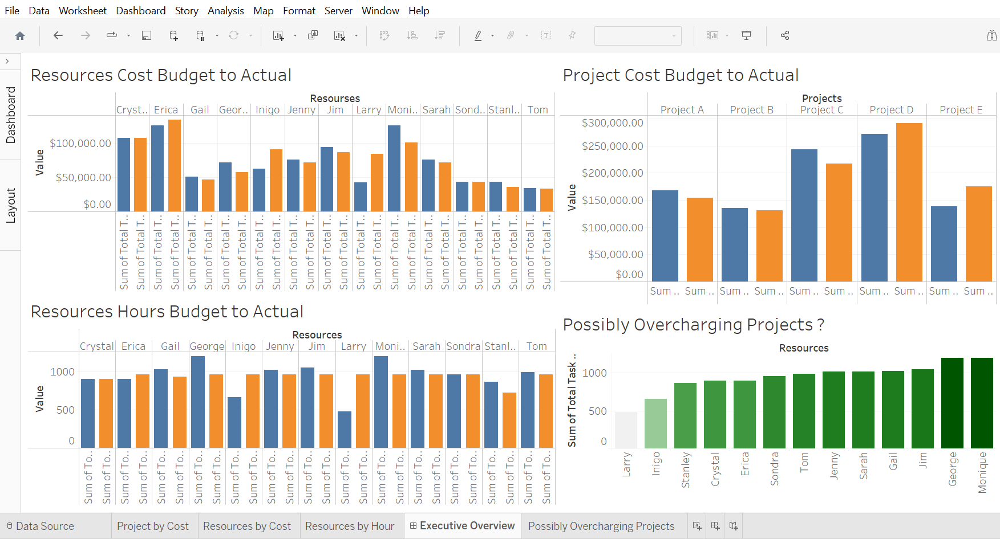 File Data Worksheet Dashboard Story Analysis Map Format Server Window Help
Dashboard
Layout
Resources Cost Budget to Actual
Resourses
Cryst.. Erica Gail Geor.. Inigo Jenny Jim Larry Moni.. Sarah Sond.. Stanl.. Tom
Value
$100,000.00
$50,000.00
$0.00
Sum of Total T.. Sum of Total T.. Sum of Total T.. Sum of Total T.. Sum of Total T.. Sum of Total T.. Sum of Total T.. Sum of Total T.. Sum of Total T.. Sum of Total T.. Sum of Total T.. Sum of Total T.. Sum of Total T.. Sum of Total T.. Sum of Total T.. Sum of Total T.. Sum of Total T.. Sum of Total T.. Sum of Total T.. Sum of Total T.. Sum of Total T.. Sum of Total T.. Sum of Total T.. Sum of Total T.. Sum of Total T.. Sum of Total T..
Project Cost Budget to Actual
Projects
Project A Project B Project C Project D Project E
Value
$300,000.00
$250,000.00
$200,000.00
$150,000.00
$100,000.00
$50,000.00
$0.00
Sum .. Sum .. Sum .. Sum .. Sum .. Sum .. Sum .. Sum .. Sum .. Sum ..
Resources Hours Budget to Actual
Resources
Crystal Erica Gail George Inigo Jenny Jim Larry Moni.. Sarah Sondra Stanl.. Tom
Value
1000
500
0
Sum of To.. Sum of To.. Sum of To.. Sum of To.. Sum of To.. Sum of To.. Sum of To.. Sum of To.. Sum of To.. Sum of To.. Sum of To.. Sum of To.. Sum of To.. Sum of To.. Sum of To.. Sum of To.. Sum of To.. Sum of To.. Sum of To.. Sum of To.. Sum of To.. Sum of To.. Sum of To.. Sum of To.. Sum of To.. Sum of To..
Possibly Overcharging Projects ?
Resources
Sum of Total Task ..
1000
500
0
Larry Inigo Stanley Crystal Erica Sondra Tom Jenny Sarah Gail Jim George Monique
Data Source Project by Cost Resources by Cost Resources by Hour Executive Overview Possibly Overcharging Projects